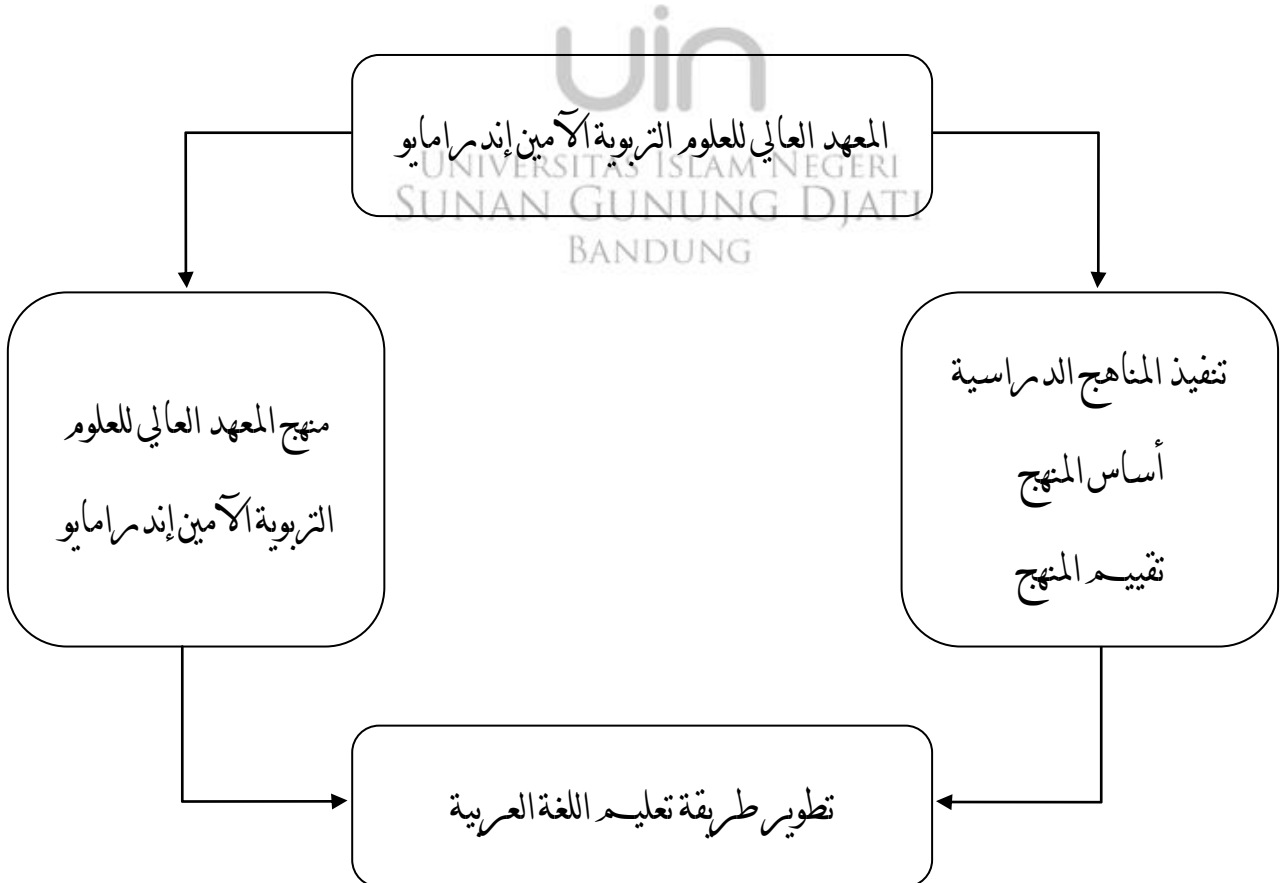 uin
المعهد العالي للعلوم التربوية الآمين إندرامايو
UNIVERSITAS ISLAM NEGERI
SUNAN GUNUNG DJATI
BANDUNG
تنفيذ المناهج الدراسية
أساس المنهج
تقييم المنهج
منهج المعهد العالي للعلوم
التربوية الآمين إندرامايو
تطوير طريقة تعليم اللغة العربية